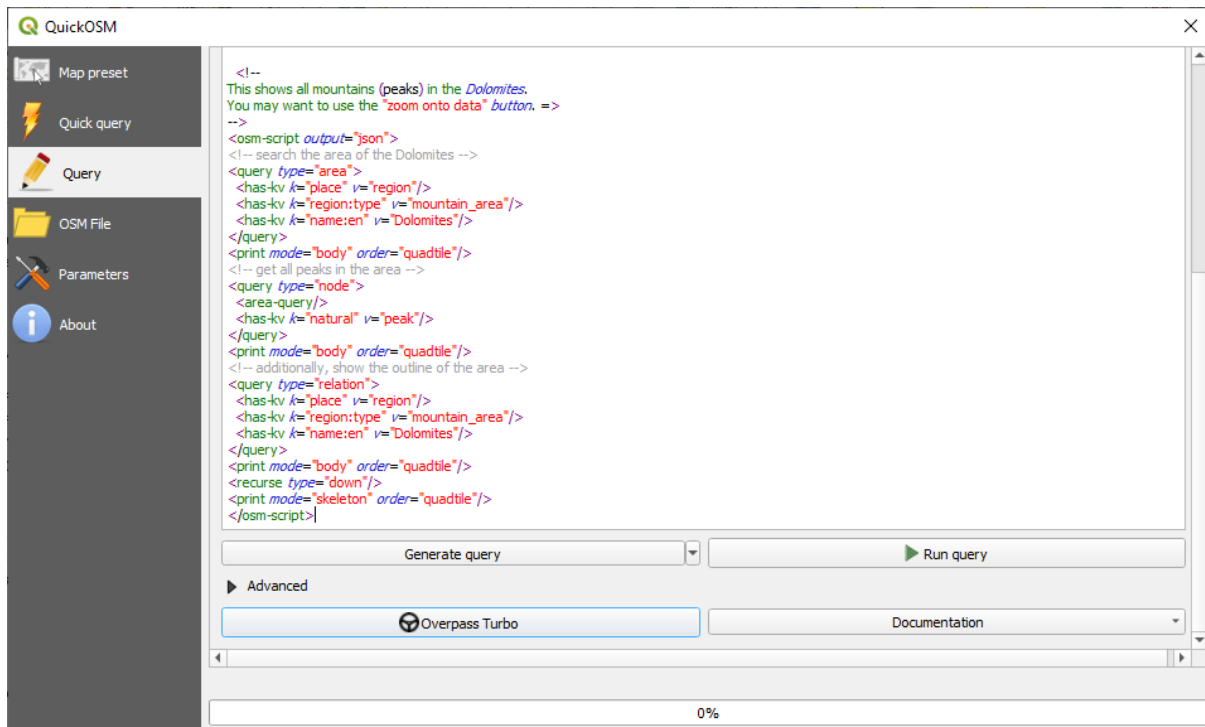 QuickOSM
Map preset
Quick query
Query
OSM File
Parameters
About
<!--
This shows all mountains (peaks) in the Dolomites.
You may want to use the "zoom onto data" button. =>
-->
<osm-script output="json">
<!-- search the area of the Dolomites -->
<query type="area">
<has-kv k="place" v="region"/>
<has-kv k="region:type" v="mountain_area"/>
<has-kv k="name:en" v="Dolomites"/>
</query>
<print mode="body" order="quadtile"/>
<!-- get all peaks in the area -->
<query type="node">
<area-query/>
<has-kv k="natural" v="peak"/>
</query>
<print mode="body" order="quadtile"/>
<!-- additionally, show the outline of the area -->
<query type="relation">
<has-kv k="place" v="region"/>
<has-kv k="region:type" v="mountain_area"/>
<has-kv k="name:en" v="Dolomites"/>
</query>
<print mode="body" order="quadtile"/>
<recurse type="down"/>
<print mode="skeleton" order="quadtile"/>
</osm-script>
Generate query
Run query
Advanced
Overpass Turbo
Documentation
0%